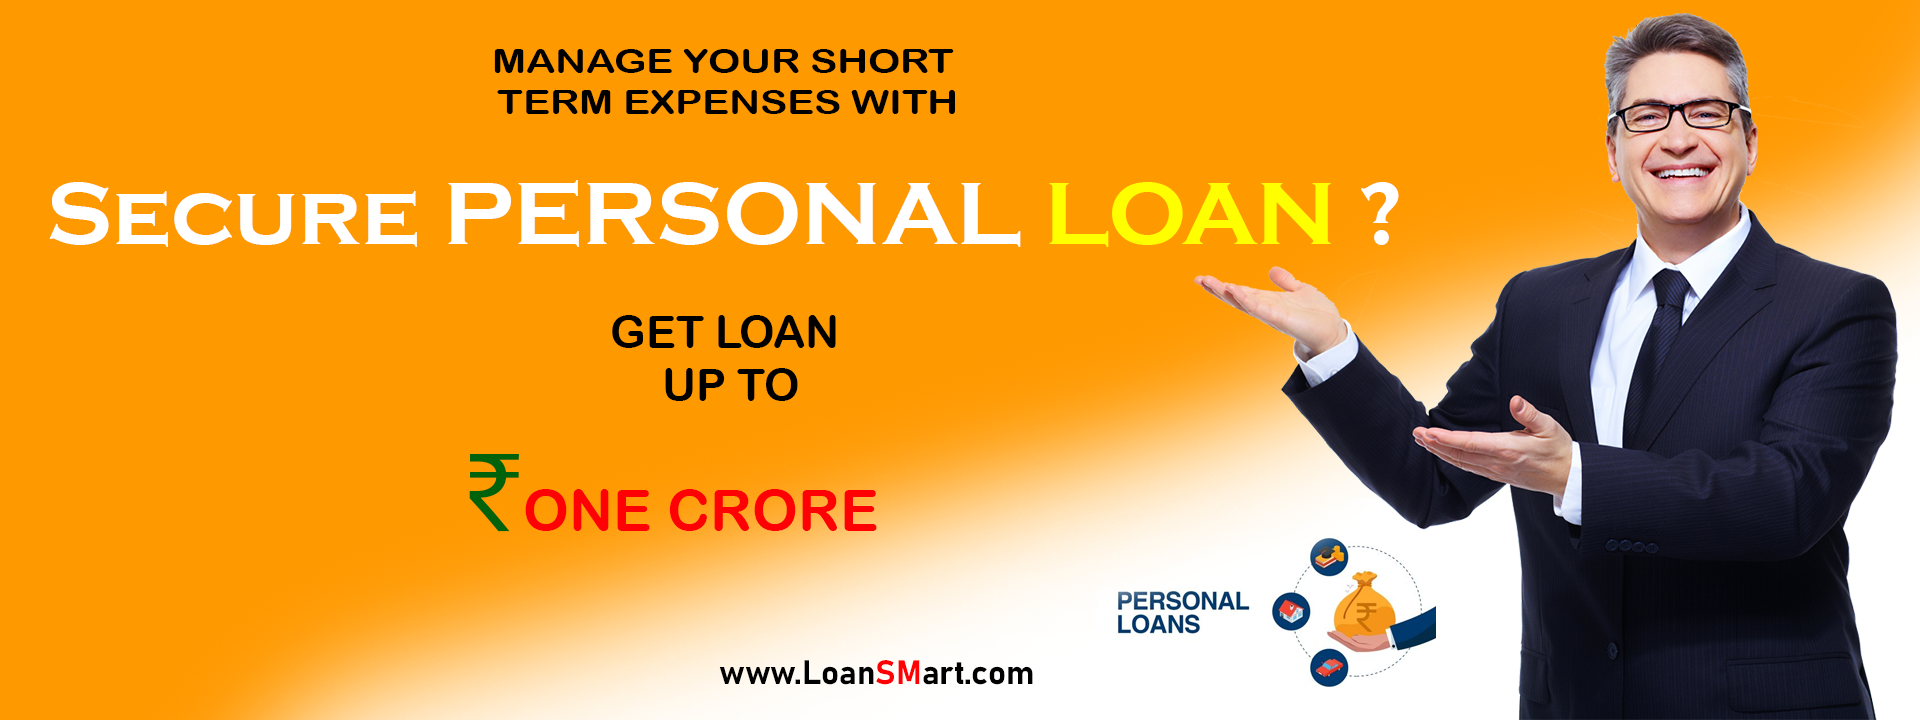 MANAGE YOUR SHORT
TERM EXPENSES WITH
SECURE PERSONAL LOAN ?
GET LOAN
UP TO
₹ ONE CRORE
PERSONAL
LOANS
₹
www.LoanSMart.com